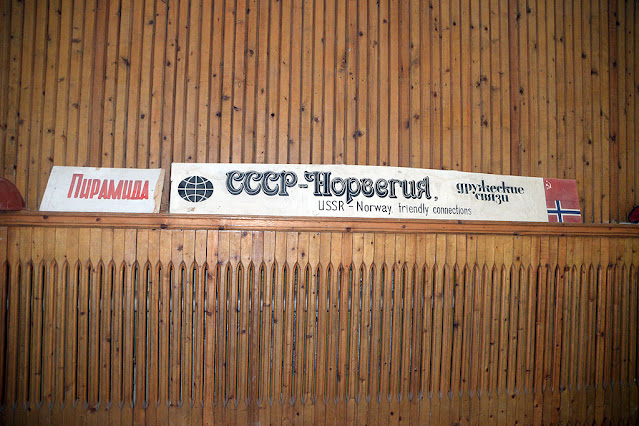 Пирамида
СССР-Норвегия, дружеские связи
USSR - Norway, friendly connections